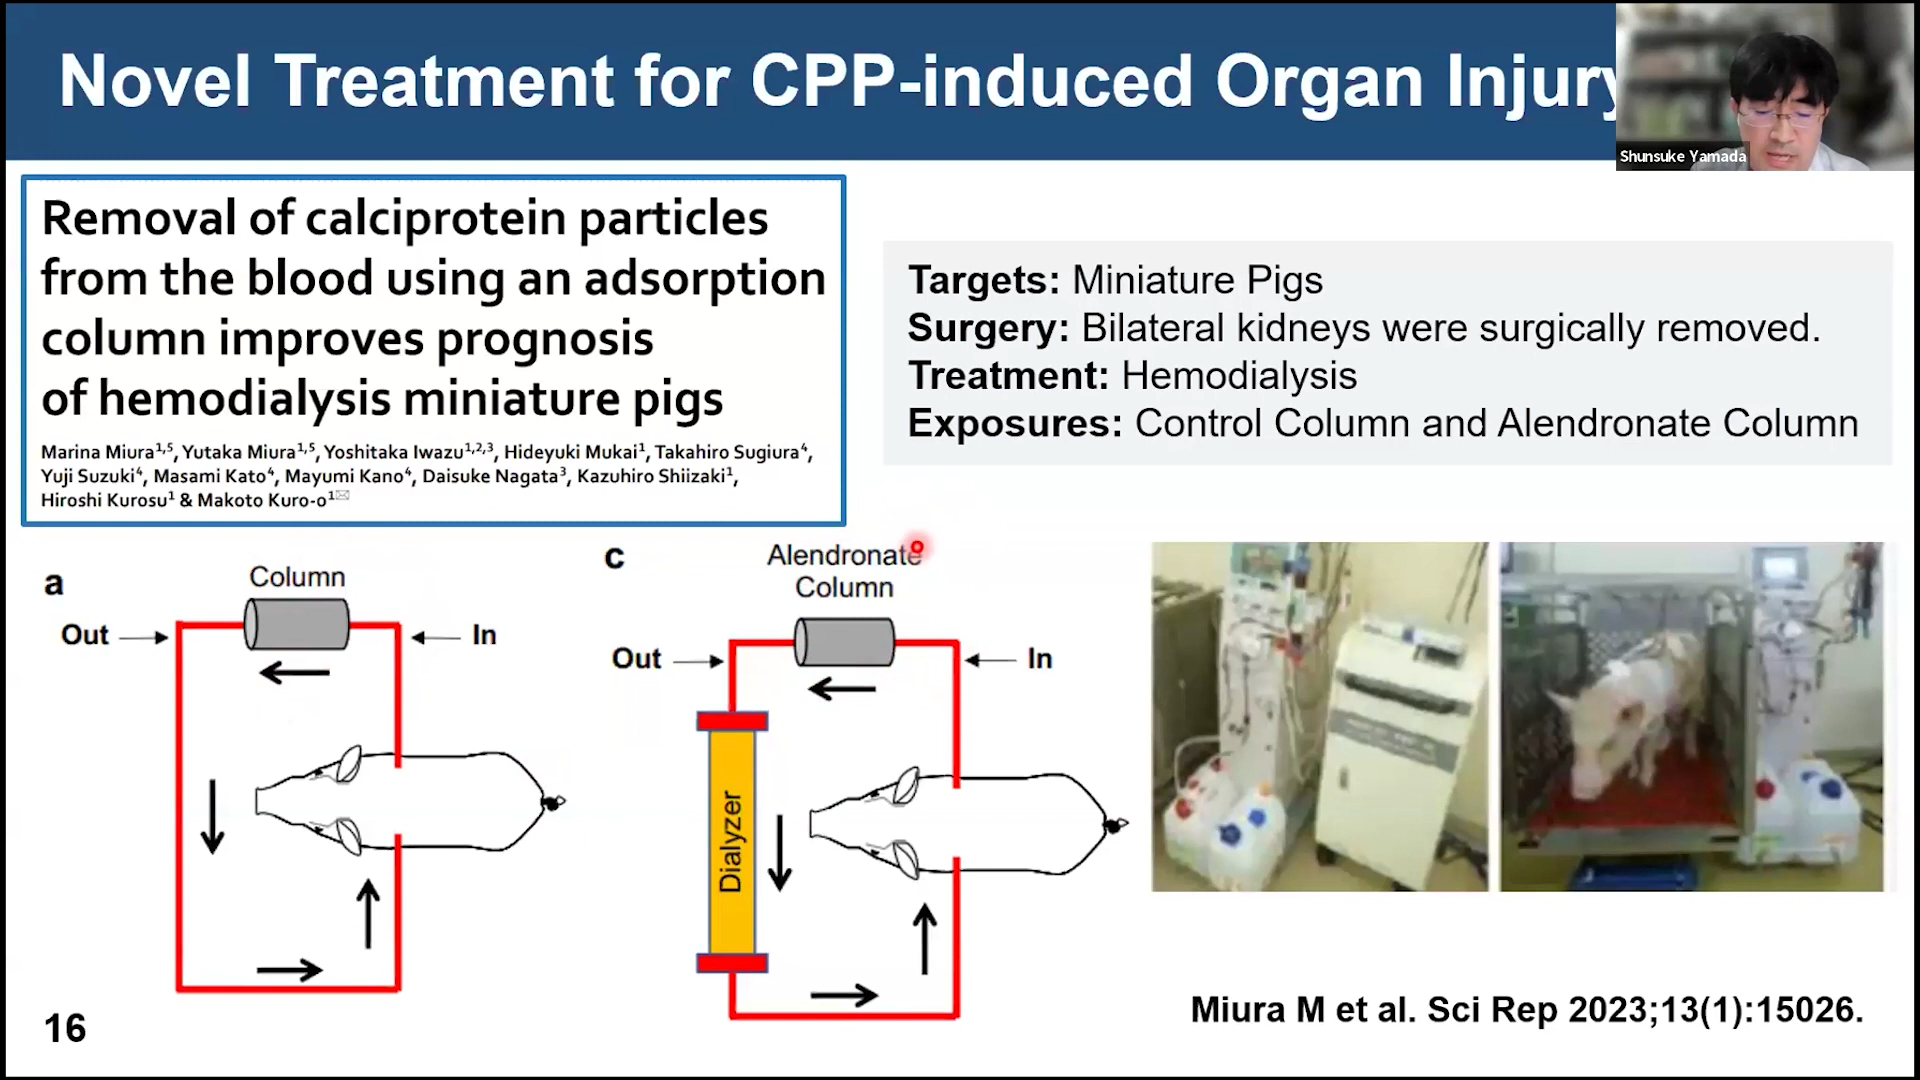 Novel Treatment for CPP-induced Organ Injury
Shunsuke Yamada
Removal of calciprotein particles
from the blood using an adsorption
column improves prognosis
of hemodialysis miniature pigs
Marina Miura1,5, Yutaka Miura1,5, Yoshitaka Iwazu1,2,3, Hideyuki Mukai1, Takahiro Sugiura4,
Yuji Suzuki4, Masami Kato4, Mayumi Kano4, Daisuke Nagata3, Kazuhiro Shiizaki1,
Hiroshi Kurosu1 & Makoto Kuro-o1✉
Targets: Miniature Pigs
Surgery: Bilateral kidneys were surgically removed.
Treatment: Hemodialysis
Exposures: Control Column and Alendronate Column
a
Column
Out
In
c
Alendronate
Column
Out
In
Dialyzer
Miura M et al. Sci Rep 2023;13(1):15026.
16